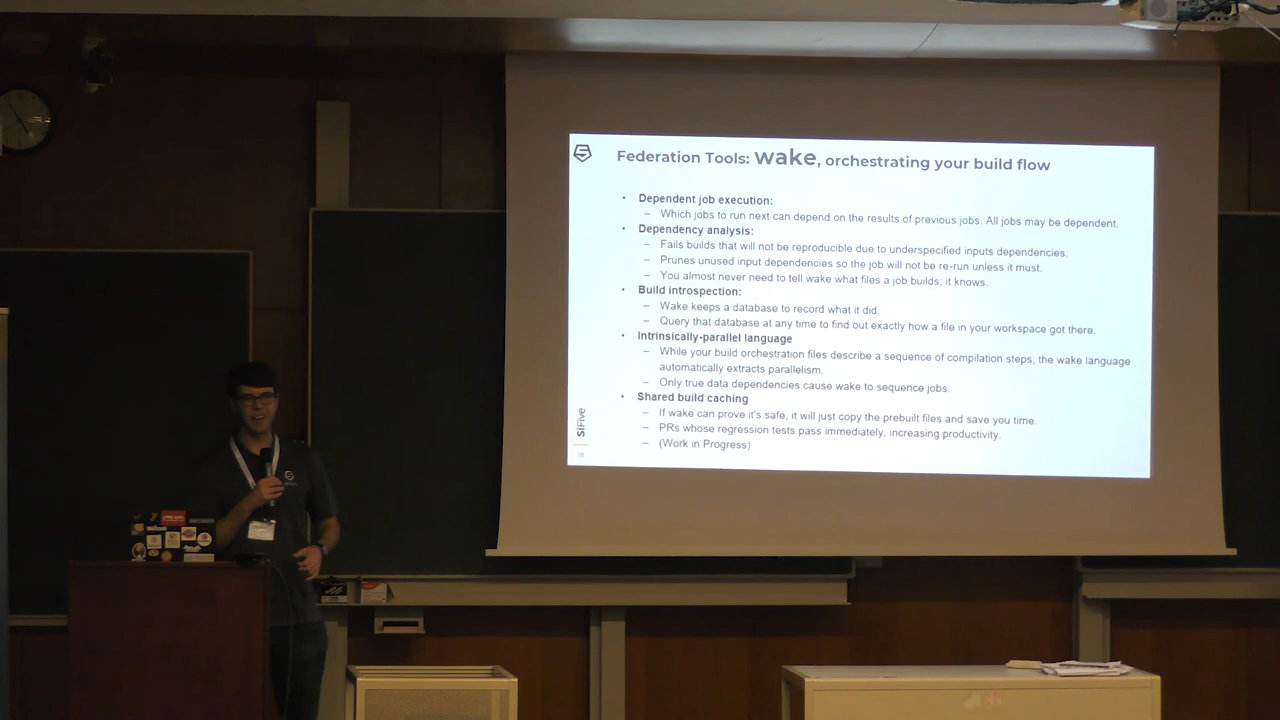 Federation Tools: wake, orchestrating your build flow
• Dependent job execution:
– Which jobs to run next can depend on the results of previous jobs. All jobs may be dependent.
• Dependency analysis:
– Fails builds that will not be reproducible due to underspecified inputs dependencies.
– Prunes unused input dependencies so the job will not be re-run unless it must.
– You almost never need to tell wake what files a job builds; it knows.
• Build introspection:
– Wake keeps a database to record what it did.
– Query that database at any time to find out exactly how a file in your workspace got there.
• Intrinsically-parallel language
– While your build orchestration files describe a sequence of compilation steps, the wake language
automatically extracts parallelism.
– Only true data dependencies cause wake to sequence jobs.
• Shared build caching
– If wake can prove it's safe, it will just copy the prebuilt files and save you time.
– PRs whose regression tests pass immediately, increasing productivity.
– (Work in Progress)
SiFive